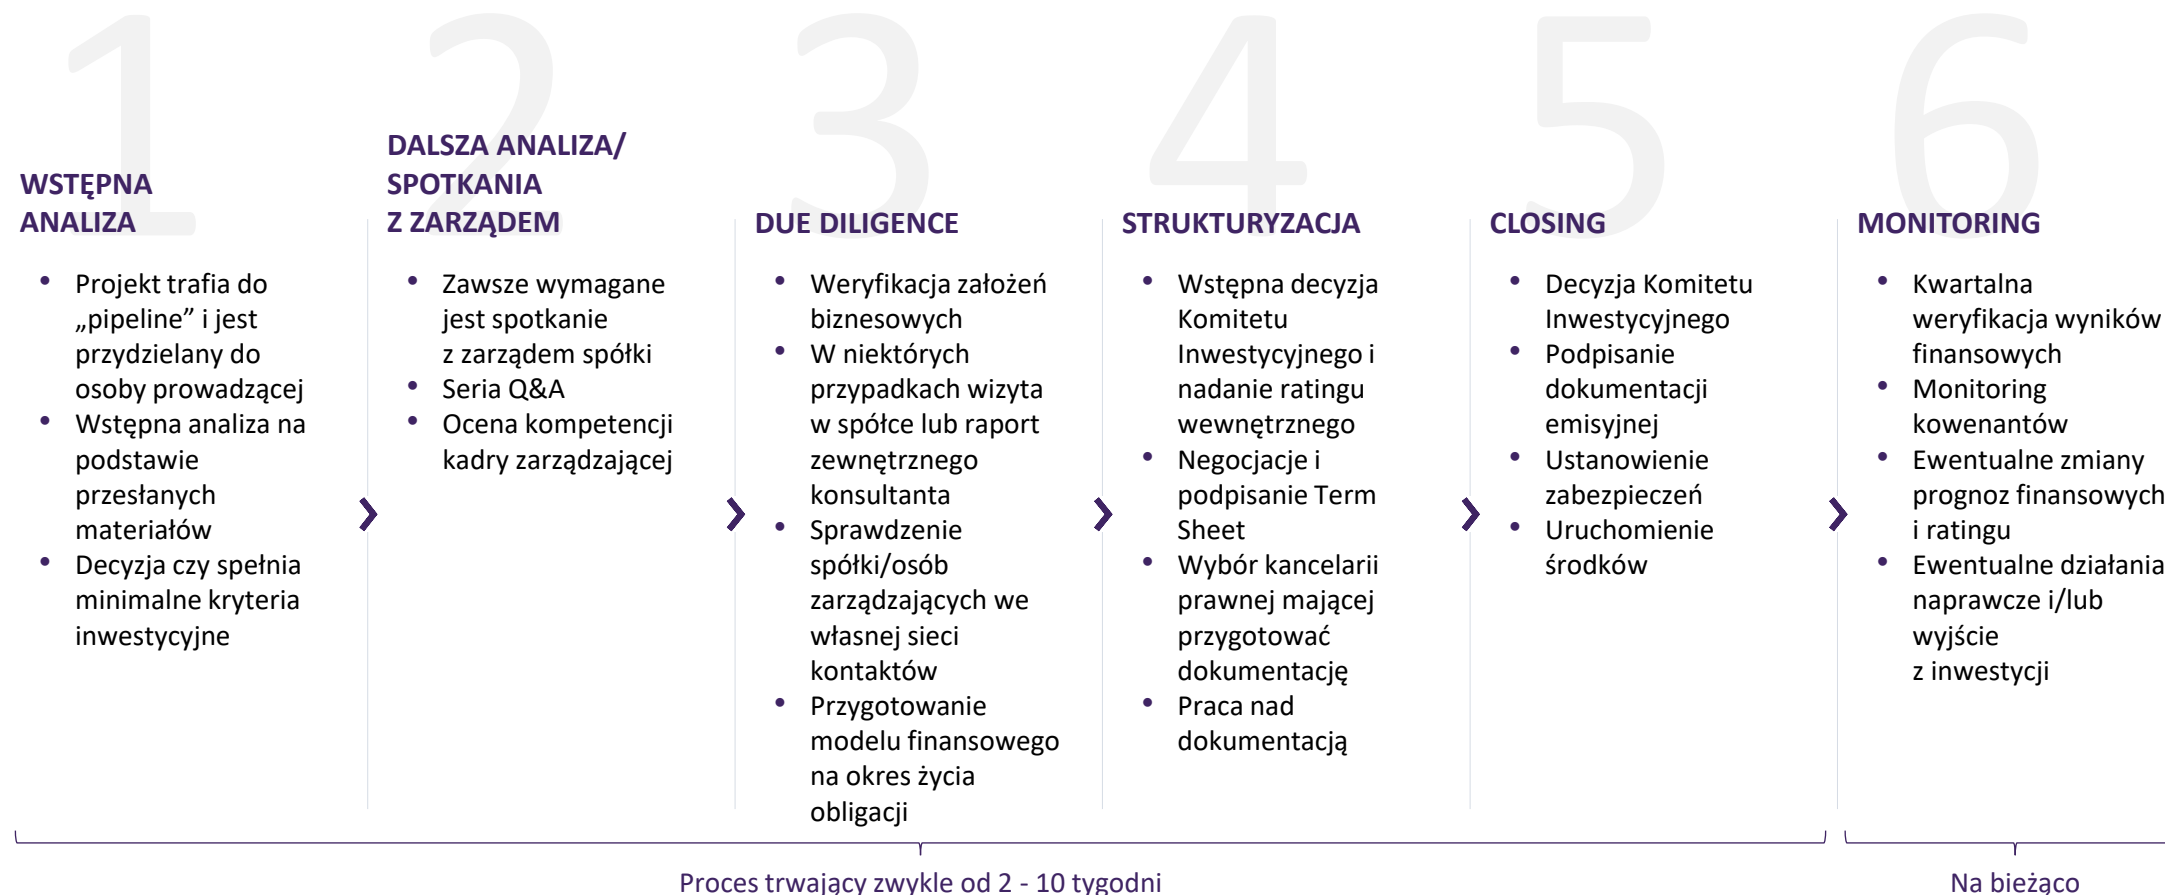 1
WSTĘPNA
ANALIZA
• Projekt trafia do
„pipeline” i jest
przydzielany do
osoby prowadzącej
• Wstępna analiza na
podstawie
przesłanych
materiałów
• Decyzja czy spełnia
minimalne kryteria
inwestycyjne
2
DALSZA ANALIZA/
SPOTKANIA
Z ZARZĄDEM
• Zawsze wymagane
jest spotkanie
z zarządem spółki
• Seria Q&A
• Ocena kompetencji
kadry zarządzającej
3
DUE DILIGENCE
• Weryfikacja założeń
biznesowych
• W niektórych
przypadkach wizyta
w spółce lub raport
zewnętrznego
konsultanta
• Sprawdzenie
spółki/osób
zarządzających we
własnej sieci
kontaktów
• Przygotowanie
modelu finansowego
na okres życia
obligacji
4
STRUKTURYZACJA
• Wstępna decyzja
Komitetu
Inwestycyjnego i
nadanie ratingu
wewnętrznego
• Negocjacje i
podpisanie Term
Sheet
• Wybór kancelarii
prawnej mającej
przygotować
dokumentację
• Praca nad
dokumentacją
5
CLOSING
• Decyzja Komitetu
Inwestycyjnego
• Podpisanie
dokumentacji
emisyjnej
• Ustanowienie
zabezpieczeń
• Uruchomienie
środków
6
MONITORING
• Kwartalna
weryfikacja wyników
finansowych
• Monitoring
kowenantów
• Ewentualne zmiany
prognoz finansowych
i ratingu
• Ewentualne działania
naprawcze i/lub
wyjście
z inwestycji
Proces trwający zwykle od 2 - 10 tygodni
Na bieżąco